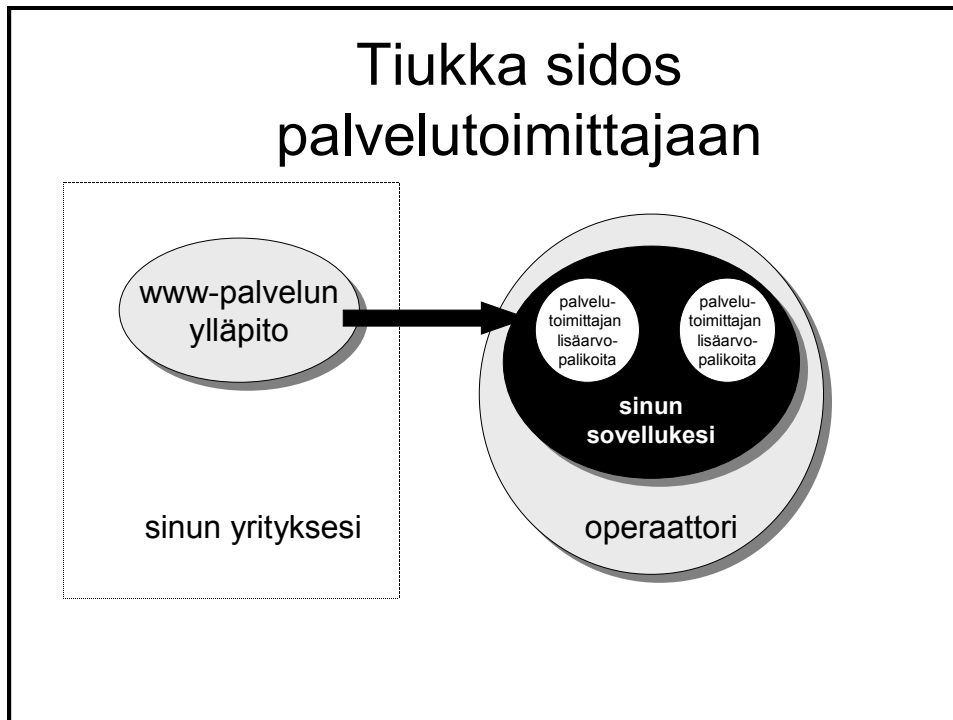 Tiukka sidos
palvelutoimittajaan
www-palvelun
ylläpito
sinun yrityksesi
palvelu-
toimittajan
lisäarvo-
palikoita
palvelu-
toimittajan
lisäarvo-
palikoita
sinun
sovellukesi
operaattori